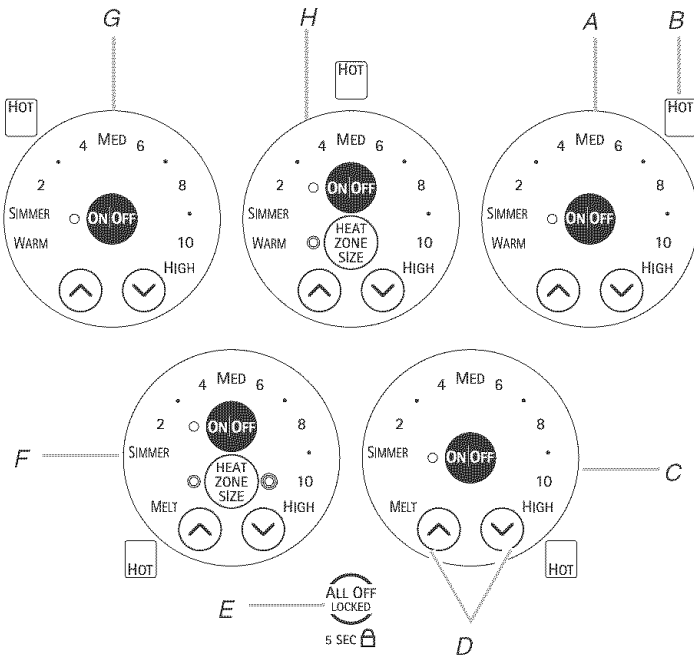 G H A B
HOT
HOT
HOT
4 MED 6
2 8
SIMMER ON OFF
WARM 10
HIGH
4 MED 6
2 ON OFF 8
SIMMER HEAT
WARM ZONE 10
SIZE HIGH
4 MED 6
2 8
SIMMER ON OFF
WARM 10
HIGH
4 MED 6
2 ON OFF 8
SIMMER
HEAT
ZONE 10
SIZE
MELT HIGH
HOT
F
4 MED 6
2 8
SIMMER ON OFF
10
MELT HIGH
HOT
C
E
ALL OFF
LOCKED
5 SEC
D